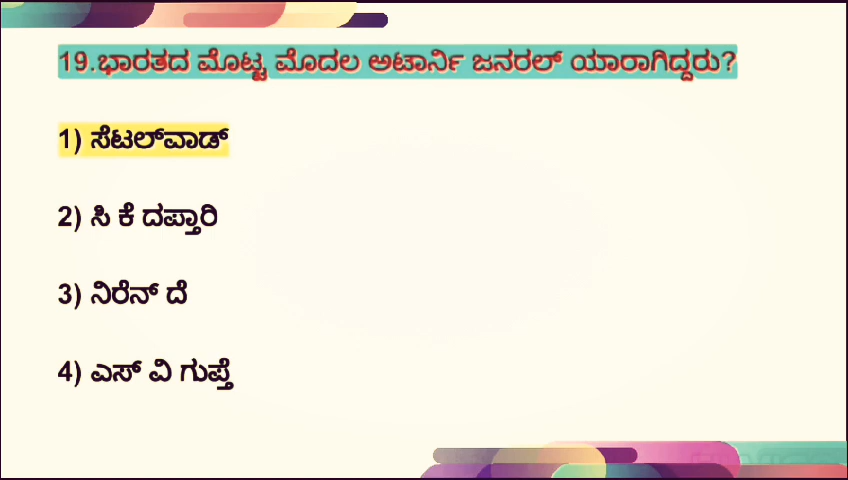 19.ಭಾರತದ ಮೊಟ್ಟ ಮೊದಲ ಅಟಾರ್ನಿ ಜನರಲ್ ಯಾರಾಗಿದ್ದರು?
1) ಸೆಟಲ್‌ವಾಡ್
2) ಸಿ ಕೆ ದಪ್ತಾರಿ
3) ನಿರೆನ್ ದೆ
4) ಎಸ್ ವಿ ಗುಪ್ತೆ